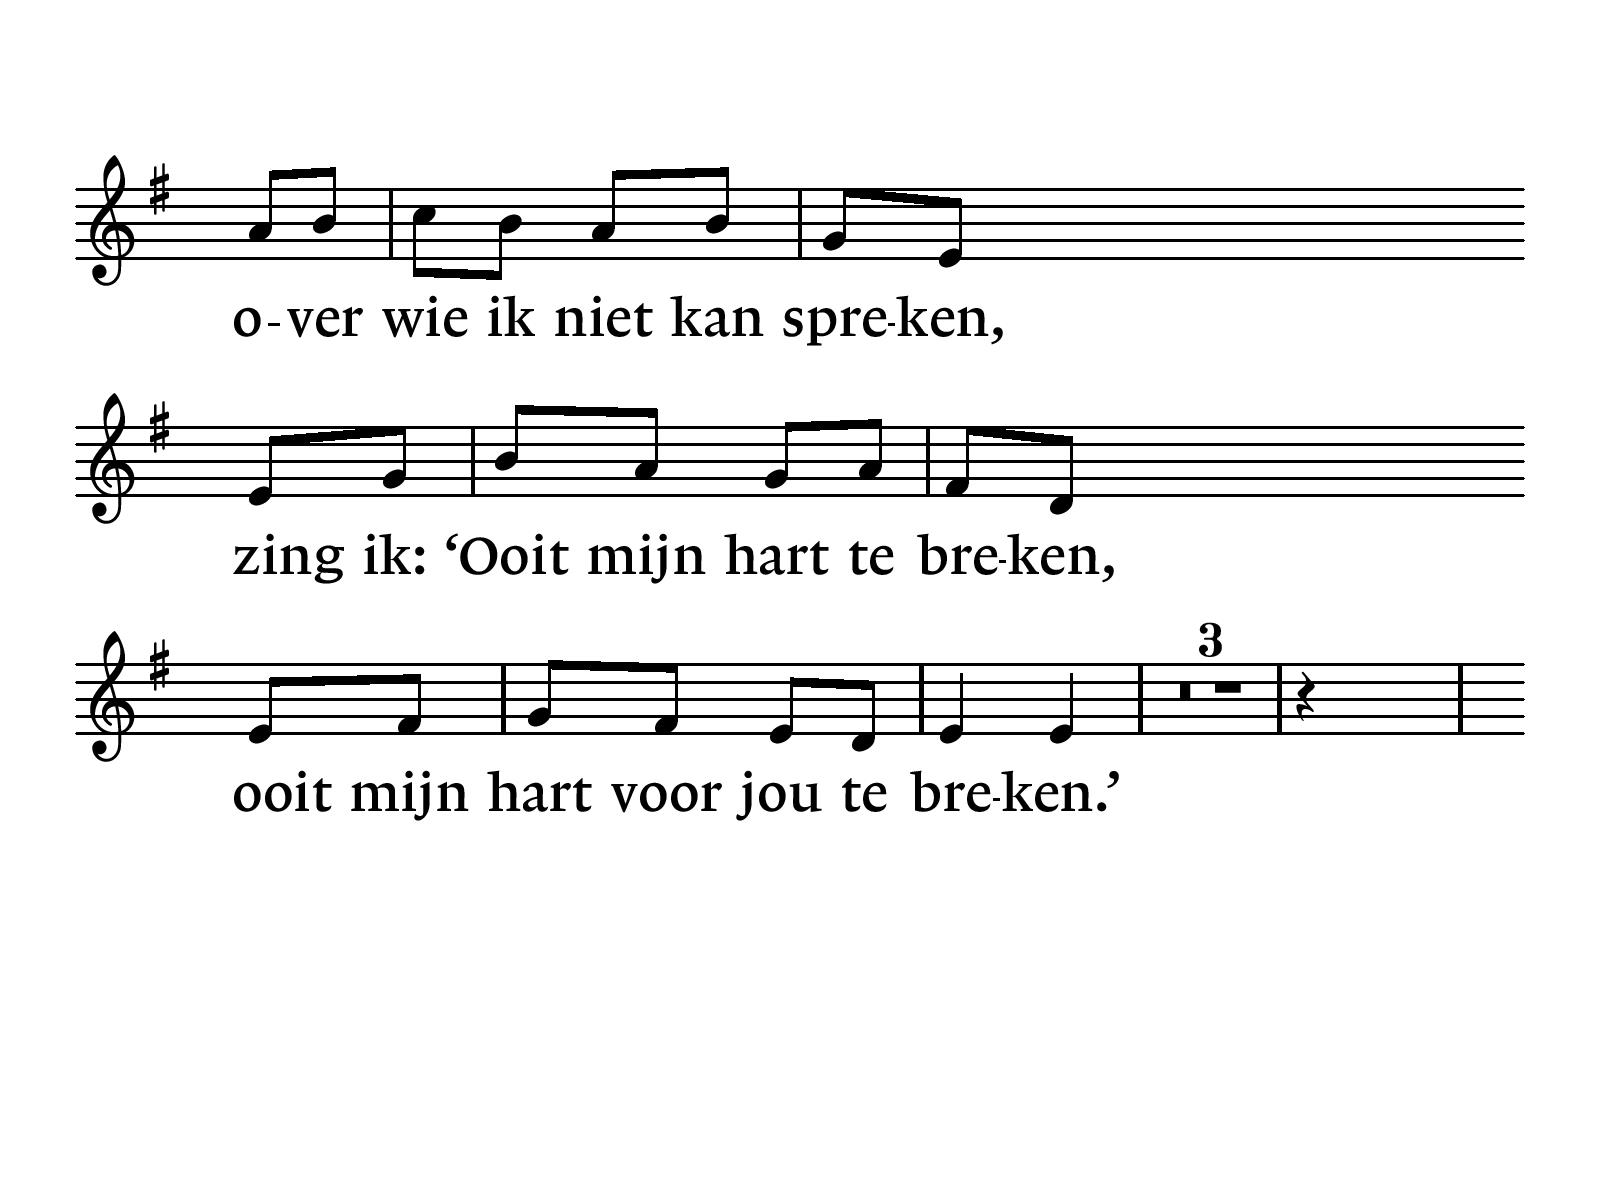 o-ver wie ik niet kan spre-ken,
zing ik: ‘Ooit mijn hart te bre-ken,
3
ooit mijn hart voor jou te bre-ken.’